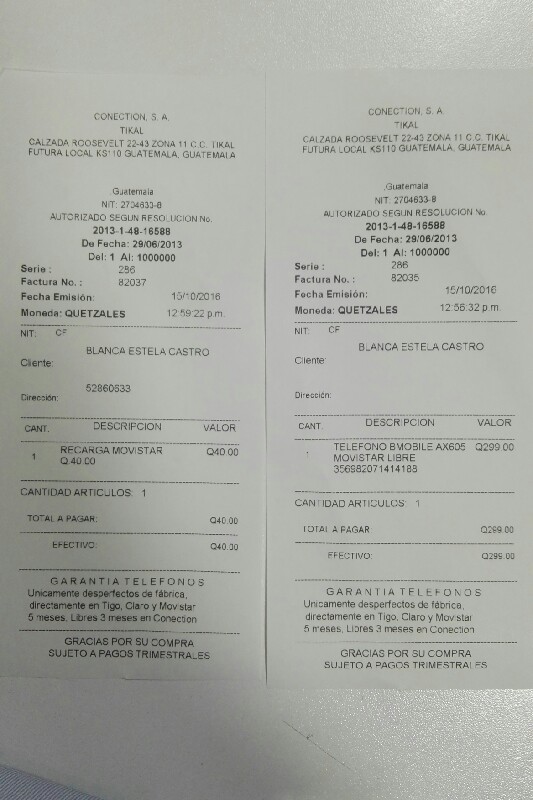 CONECTION, S. A.
TIKAL
CALZADA ROOSEVELT 22-43 ZONA 11 C.C. TIKAL
FUTURA LOCAL KS110 GUATEMALA, GUATEMALA
Guatemala
NIT: 2704633-8
AUTORIZADO SEGUN RESOLUCION No.
2013-1-48-16588
De Fecha: 29/06/2013
Del: 1 Al: 1000000
Serie : 286
Factura No. : 82037
Fecha Emisión: 15/10/2016
Moneda: QUETZALES 12:59:22 p.m.
NIT: CF
BLANCA ESTELA CASTRO
Cliente:
52860633
Dirección:
CANT. DESCRIPCION VALOR
1 RECARGA MOVISTAR Q40.00
Q.40.00
CANTIDAD ARTICULOS: 1
TOTAL A PAGAR: Q40.00
EFECTIVO: Q40.00
GARANTIA TELEFONOS
Unicamente desperfectos de fábrica,
directamente en Tigo, Claro y Movistar
5 meses, Libres 3 meses en Conection
GRACIAS POR SU COMPRA
SUJETO A PAGOS TRIMESTRALES
CONECTION, S. A.
TIKAL
CALZADA ROOSEVELT 22-43 ZONA 11 C.C. TIKAL
FUTURA LOCAL KS110 GUATEMALA, GUATEMALA
,Guatemala
NIT: 2704633-8
AUTORIZADO SEGUN RESOLUCION No.
2013-1-48-16588
De Fecha: 29/06/2013
Del: 1 Al: 1000000
Serie : 286
Factura No. : 82035
Fecha Emisión: 15/10/2016
Moneda: QUETZALES 12:56:32 p.m.
NIT: CF
BLANCA ESTELA CASTRO
Cliente:
Dirección:
CANT. DESCRIPCION VALOR
TELEFONO BMOBILE AX605 Q299.00
MOVISTAR LIBRE
356982071414188
CANTIDAD ARTICULOS: 1
TOTAL A PAGAR: Q299.00
EFECTIVO: Q299.00
GARANTIA TELEFONOS
Unicamente desperfectos de fábrica,
directamente en Tigo, Claro y Movistar
5 meses, Libres 3 meses en Conection
GRACIAS POR SU COMPRA
SUJETO A PAGOS TRIMESTRALES